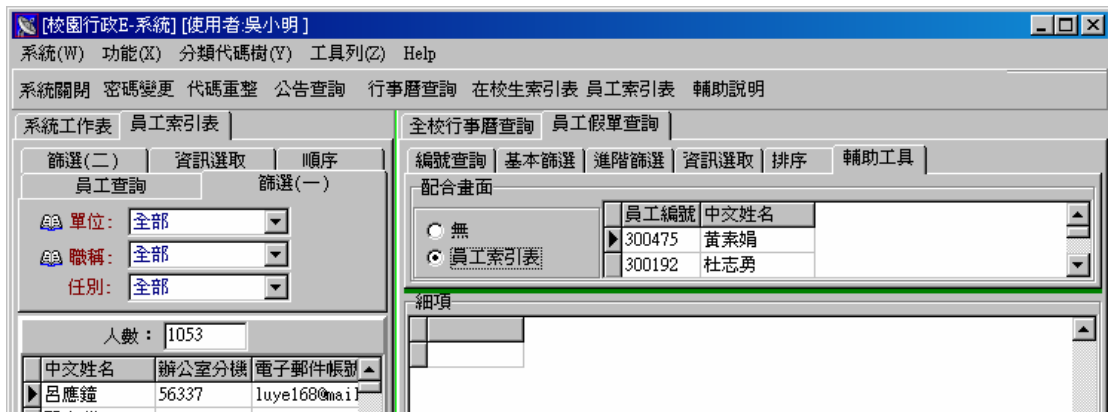 [校園行政E-系統] [使用者:吳小明 ]
系統(W) 功能(X) 分類代碼樹(Y) 工具列(Z) Help
系統關閉 密碼變更 代碼重整 公告查詢 行事曆查詢 在校生索引表 員工索引表 輔助說明
系統工作表 員工索引表
篩選(二) 資訊選取 順序
員工查詢 篩選(一)
單位: 全部
職稱: 全部
任別: 全部
人數: 1053
中文姓名 辦公室分機 電子郵件帳號
呂應鐘 56337 luye168@mail
全校行事曆查詢 員工假單查詢
編號查詢 基本篩選 進階篩選 資訊選取 排序 輔助工具
配合畫面
無
員工索引表
員工編號 中文姓名
300475 黃素娟
300192 杜志勇
細項